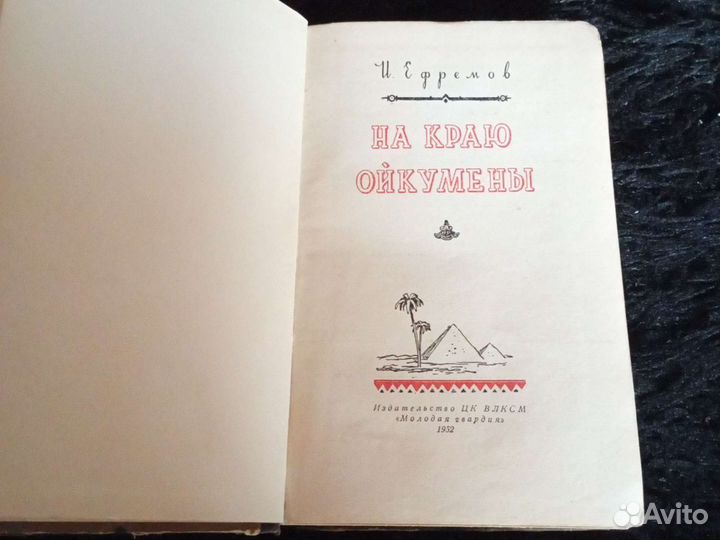 И. Ефремов
НА КРАЮ
ОЙКУМЕНЫ
Издательство ЦК ВЛКСМ
«Молодая гвардия»
1952
Avito